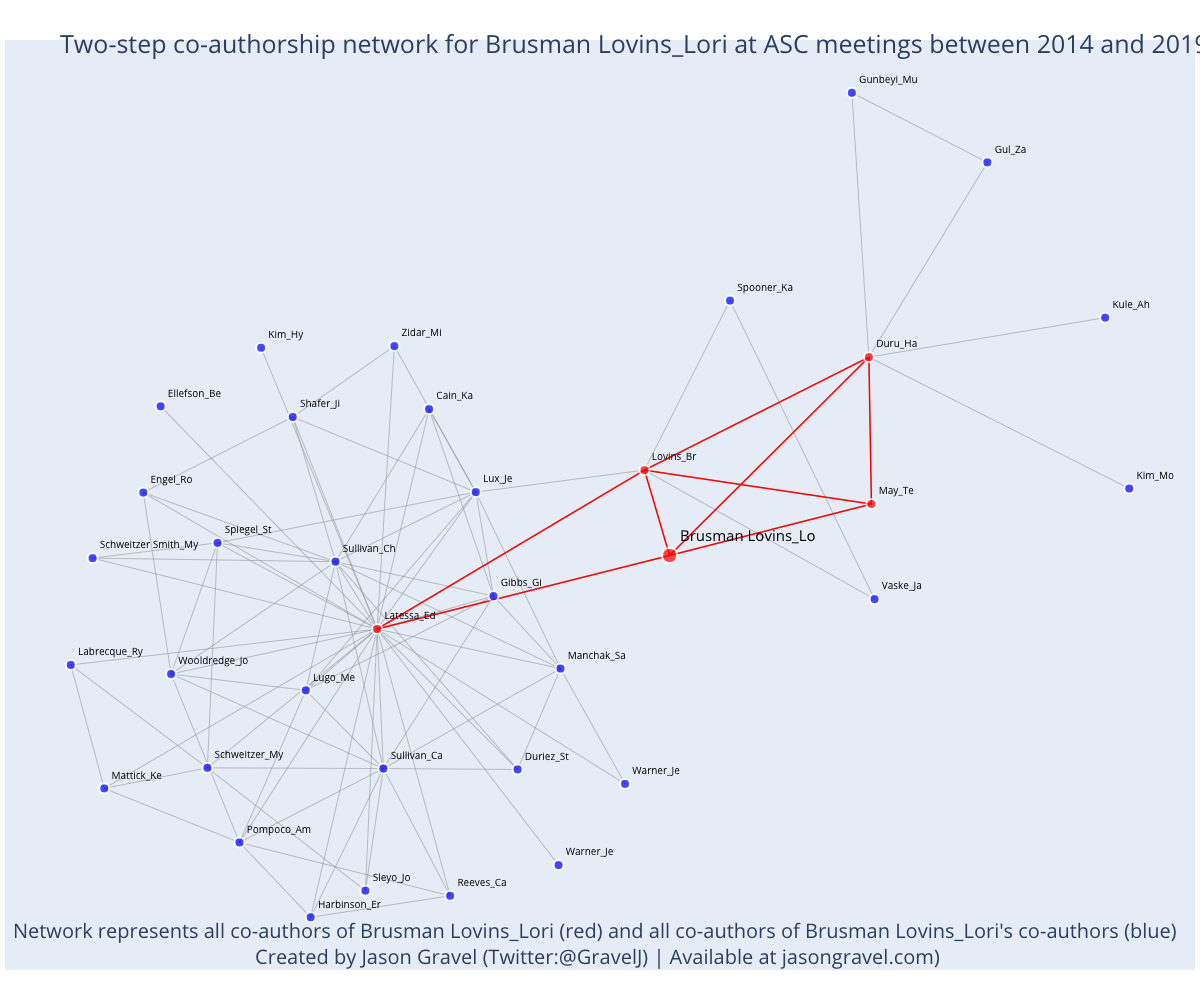 Two-step co-authorship network for Brusman Lovins_Lori at ASC meetings between 2014 and 2019
Gunbeyi_Mu
Gul_Za
Spooner_Ka
Kule_Ah
Kim_Hy
Zidar_Mi
Duru_Ha
Ellefson_Be
Shafer_Ji
Cain_Ka
Lovins_Br
Engel_Ro
Lux_Je
Kim_Mo
May_Te
Spiegel_St
Brusman Lovins_Lo
Schweitzer Smith_My
Sullivan_Ch
Gibbs_Gi
Vaske_Ja
Latessa_Ed
Labrecque_Ry
Wooldredge_Jo
Manchak_Sa
Lugo_Me
Schweitzer_My
Sullivan_Ca
Duriez_St
Mattick_Ke
Warner_Je
Pompoco_Am
Warner_Je
Sleyo_Jo
Reeves_Ca
Harbinson_Er
Network represents all co-authors of Brusman Lovins_Lori (red) and all co-authors of Brusman Lovins_Lori's co-authors (blue)
Created by Jason Gravel (Twitter:@GravelJ) | Available at jasongravel.com)